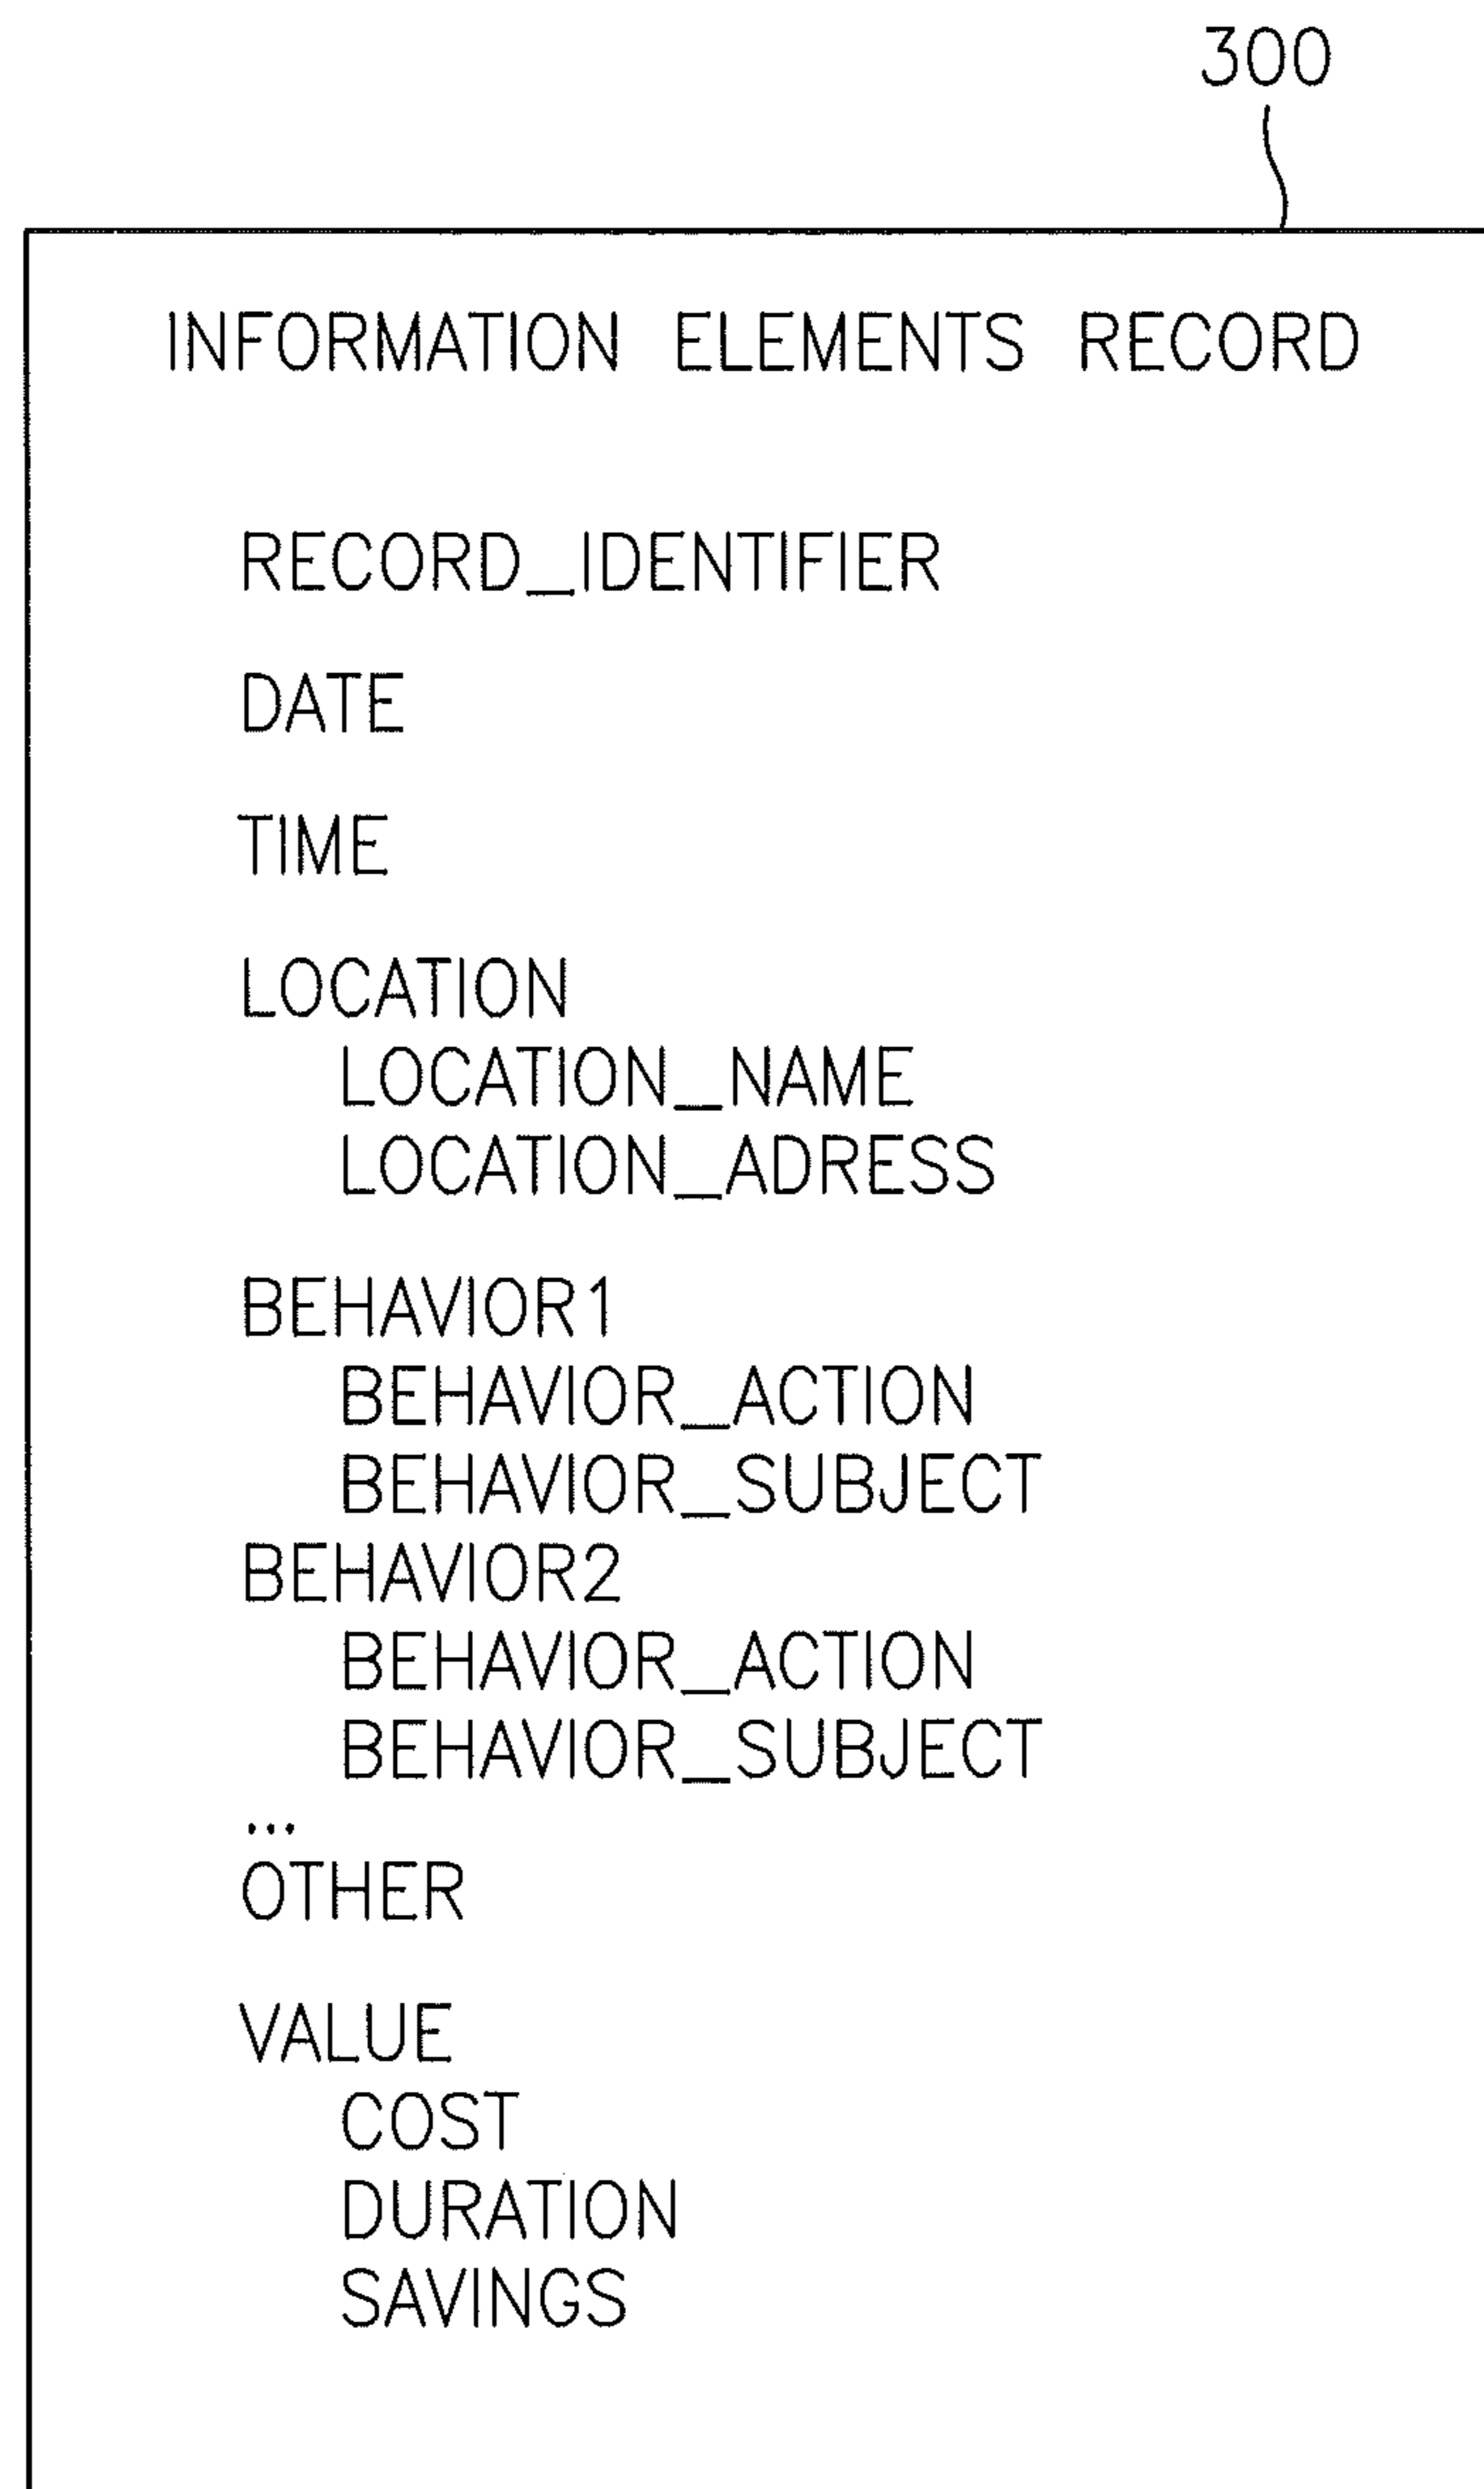 300
INFORMATION ELEMENTS RECORD
RECORD_IDENTIFIER
DATE
TIME
LOCATION
LOCATION_NAME
LOCATION_ADRESS
BEHAVIOR1
BEHAVIOR_ACTION
BEHAVIOR_SUBJECT
BEHAVIOR2
BEHAVIOR_ACTION
BEHAVIOR_SUBJECT
...
OTHER
VALUE
COST
DURATION
SAVINGS